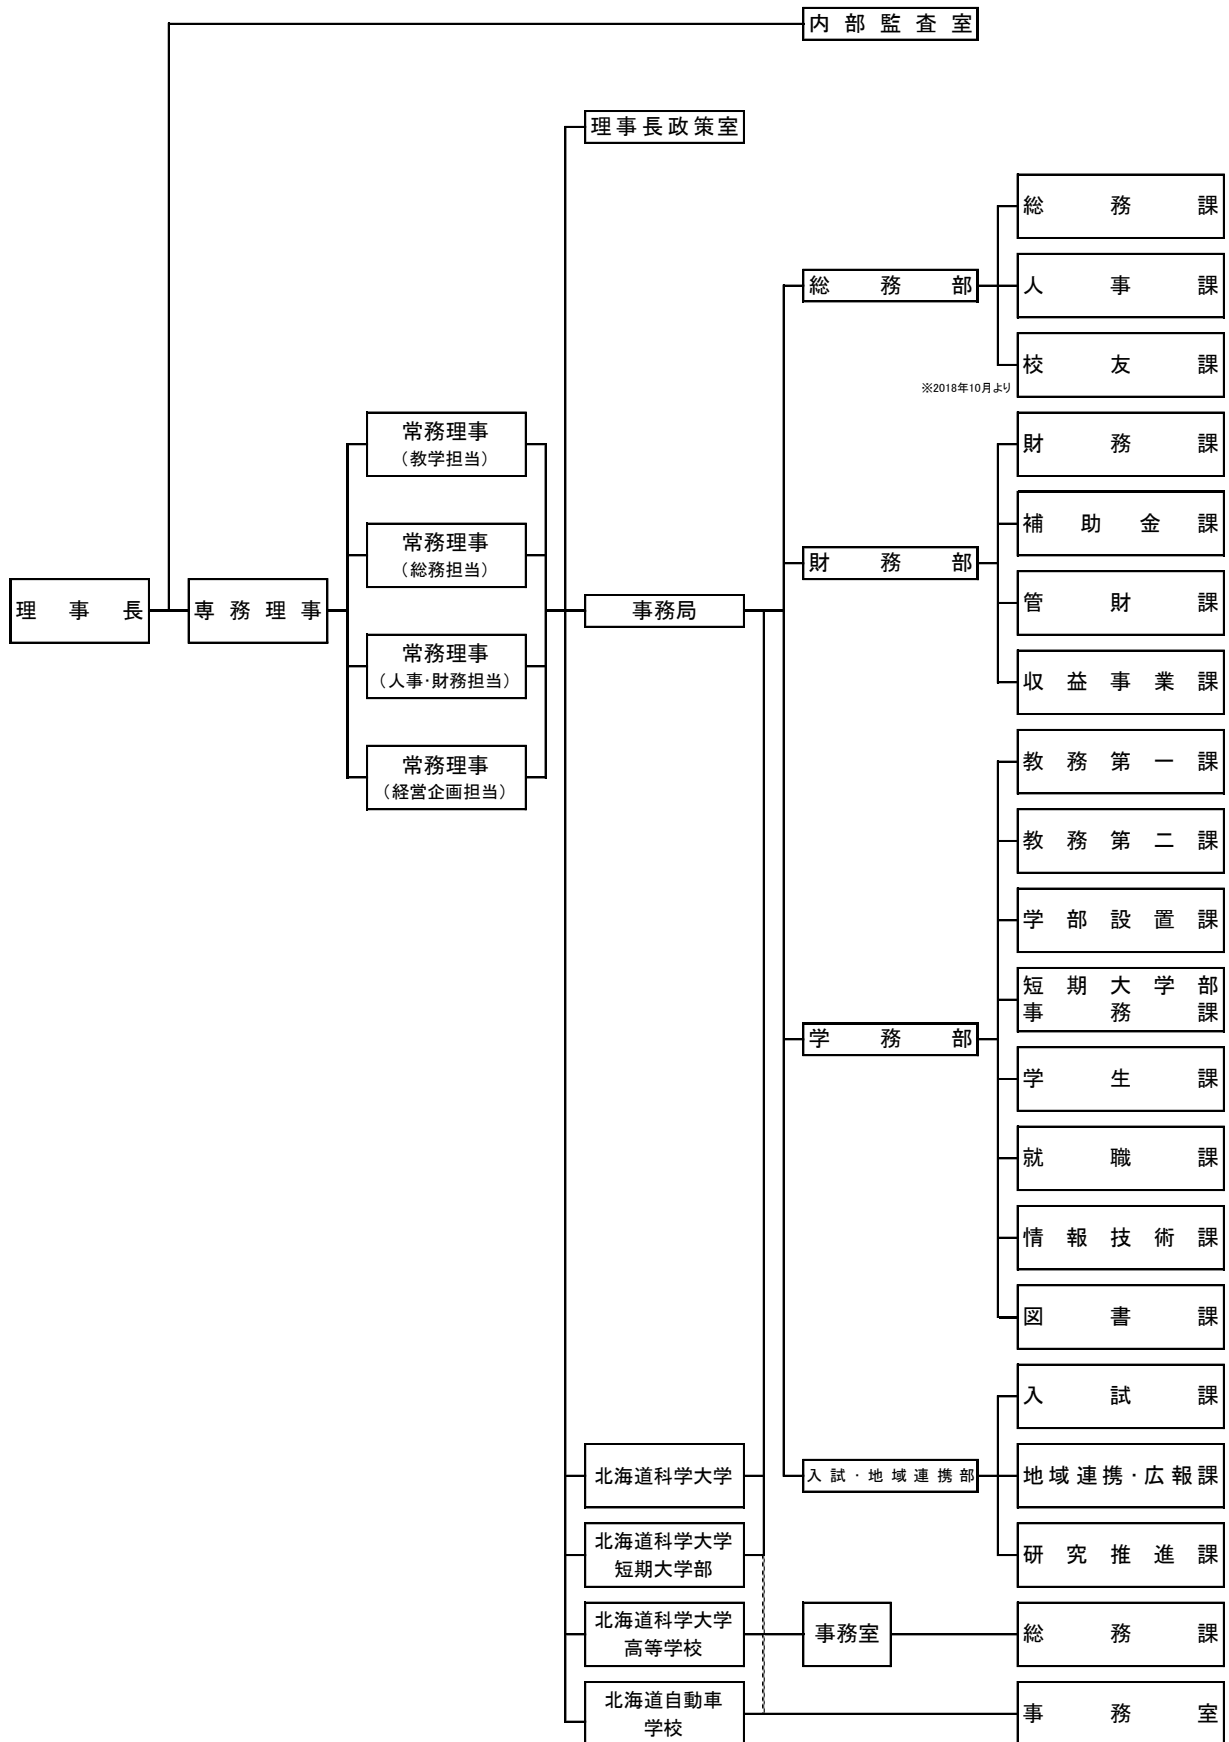 内部監査室
理事長政策室
総務課
総務部
人事課
校友課
※2018年10月より
常務理事
（教学担当）
財務課
常務理事
（総務担当）
補助金課
財務部
理事長
専務理事
事務局
管財課
常務理事
（人事・財務担当）
収益事業課
常務理事
（経営企画担当）
教務第一課
教務第二課
学部設置課
短期大学部
事務課
学務部
学生課
就職課
情報技術課
図書課
入試課
北海道科学大学
入試・地域連携部
地域連携・広報課
北海道科学大学
短期大学部
研究推進課
北海道科学大学
高等学校
事務室
総務課
北海道自動車
学校
事務室